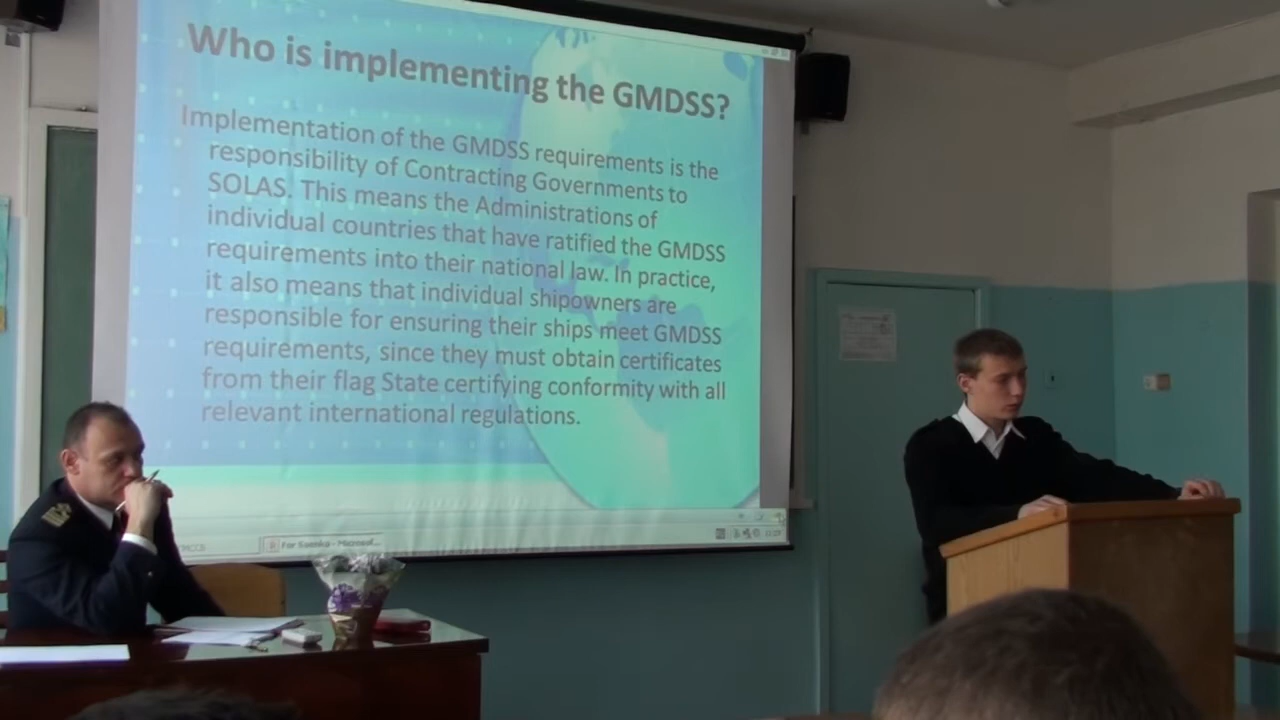 Who is implementing the GMDSS?
Implementation of the GMDSS requirements is the
responsibility of Contracting Governments to
SOLAS. This means the Administrations of
individual countries that have ratified the GMDSS
requirements into their national law. In practice,
it also means that individual shipowners are
responsible for ensuring their ships meet GMDSS
requirements, since they must obtain certificates
from their flag State certifying conformity with all
relevant international regulations.